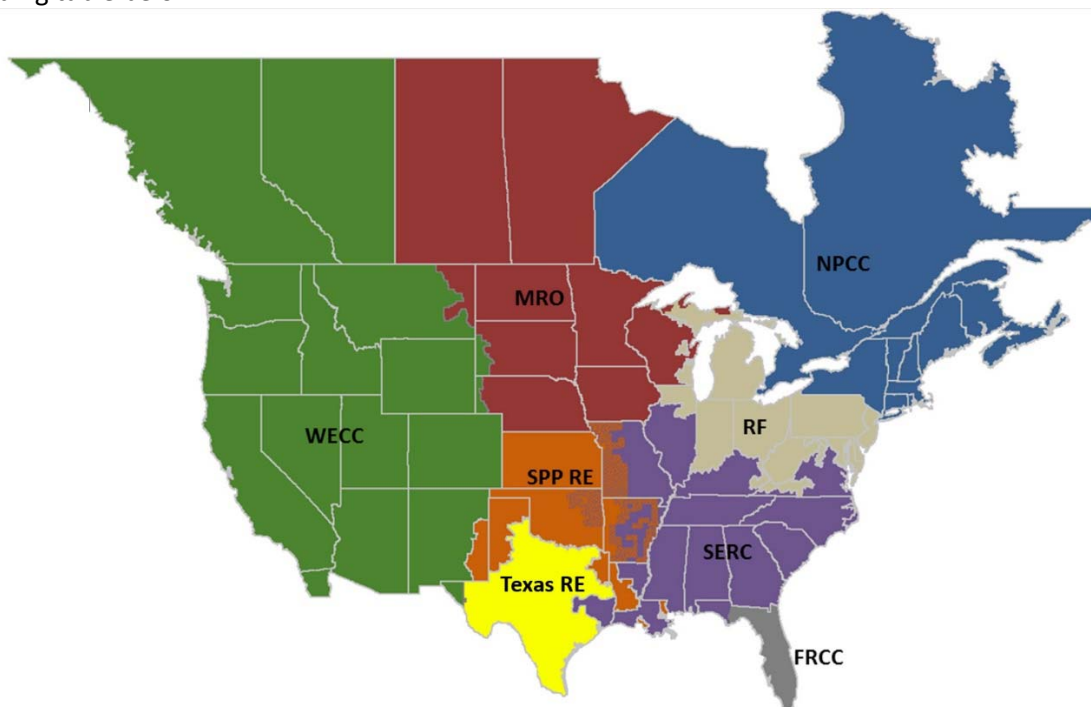 NPCC
MRO
RF
WECC
SPP RE
SERC
Texas RE
FRCC